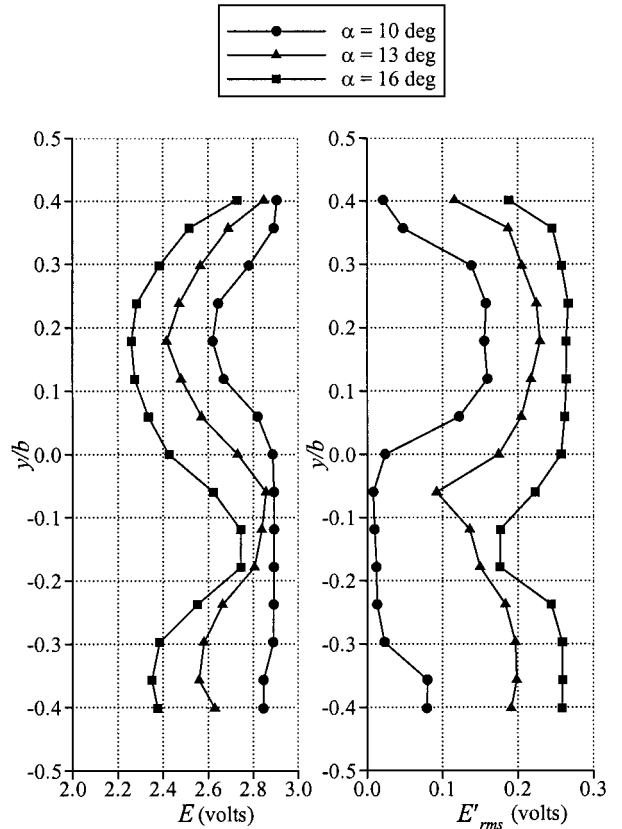 α = 10 deg
α = 13 deg
α = 16 deg
0.5
0.4
0.3
0.2
0.1
0.0
-0.1
-0.2
-0.3
-0.4
-0.5
y/b
2.0 2.2 2.4 2.6 2.8 3.0
E (volts)
0.5
0.4
0.3
0.2
0.1
0.0
-0.1
-0.2
-0.3
-0.4
-0.5
y/b
0.0 0.1 0.2 0.3
E'rms (volts)